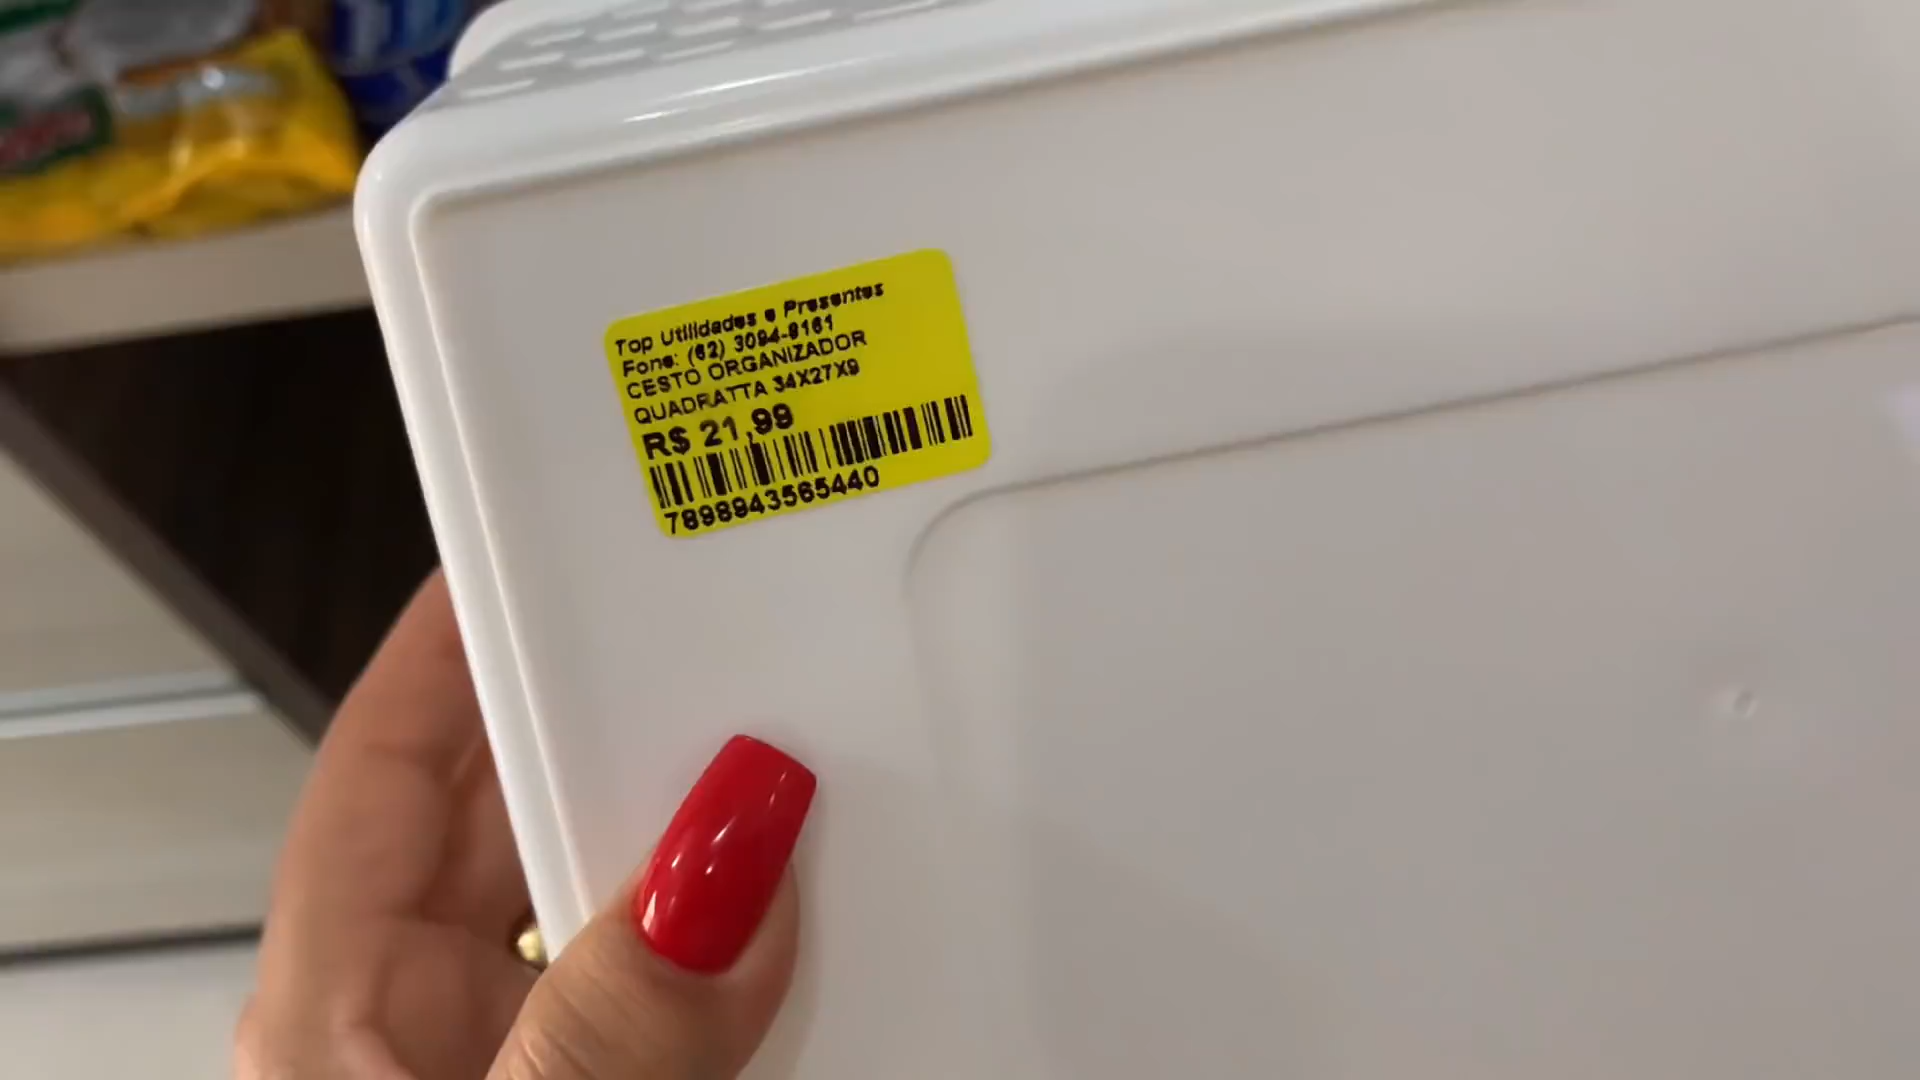 Top Utilidades e Presentes
Fone: (62) 3094-9161
CESTO ORGANIZADOR
QUADRATTA 34X27X9
R$ 21,99
7898943565440